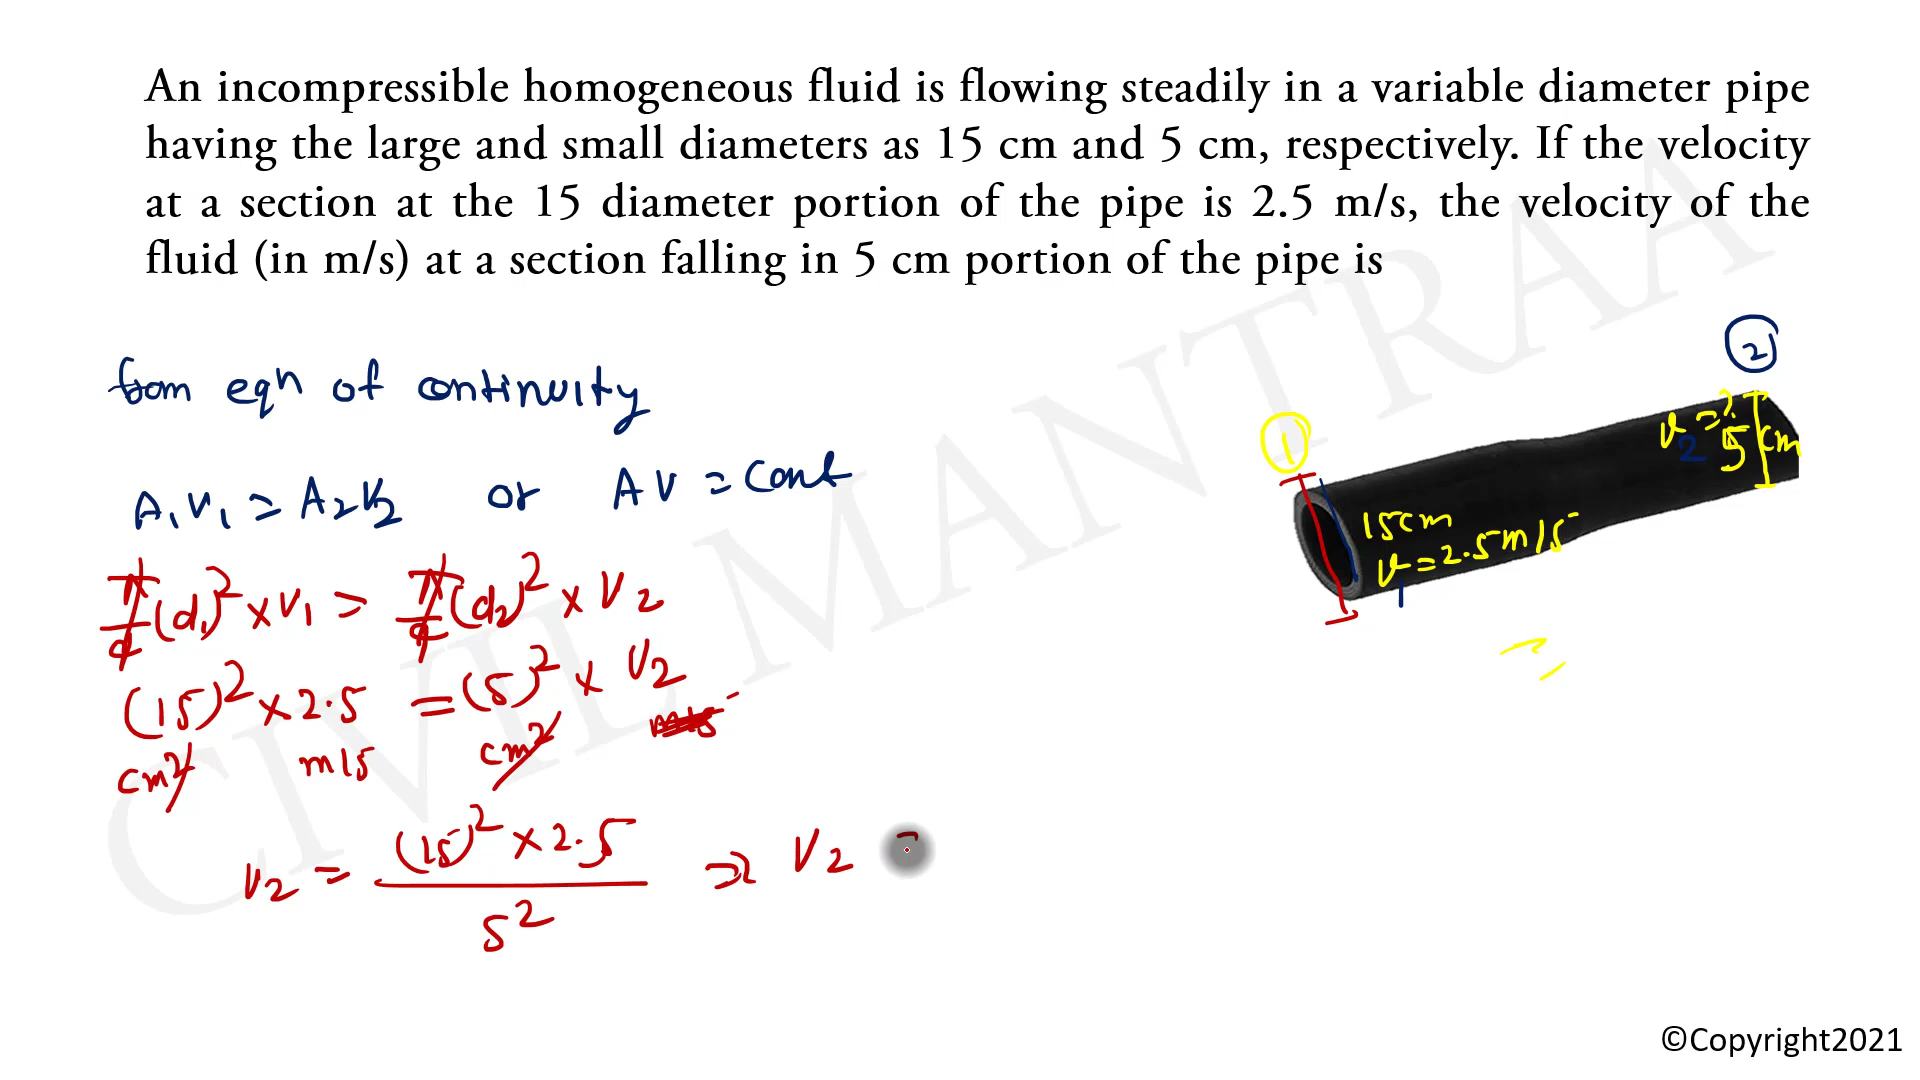 An incompressible homogeneous fluid is flowing steadily in a variable diameter pipe
having the large and small diameters as 15 cm and 5 cm, respectively. If the velocity
at a section at the 15 diameter portion of the pipe is 2.5 m/s, the velocity of the
fluid (in m/s) at a section falling in 5 cm portion of the pipe is
CIVIL MANTRAA
from eqn of continuity
A₁V₁ = A₂V₂ or AV = Cont
π/4 (d₁)² × V₁ = π/4 (d₂)² × V₂
(15)² × 2.5 = (5)² × V₂
cm² m/s cm² m/s
V₂ = (15)² × 2.5 / 5² ⇒ V₂
1
2
V₂ = ?
5 cm
15cm
V₁ = 2.5 m/s
©Copyright2021